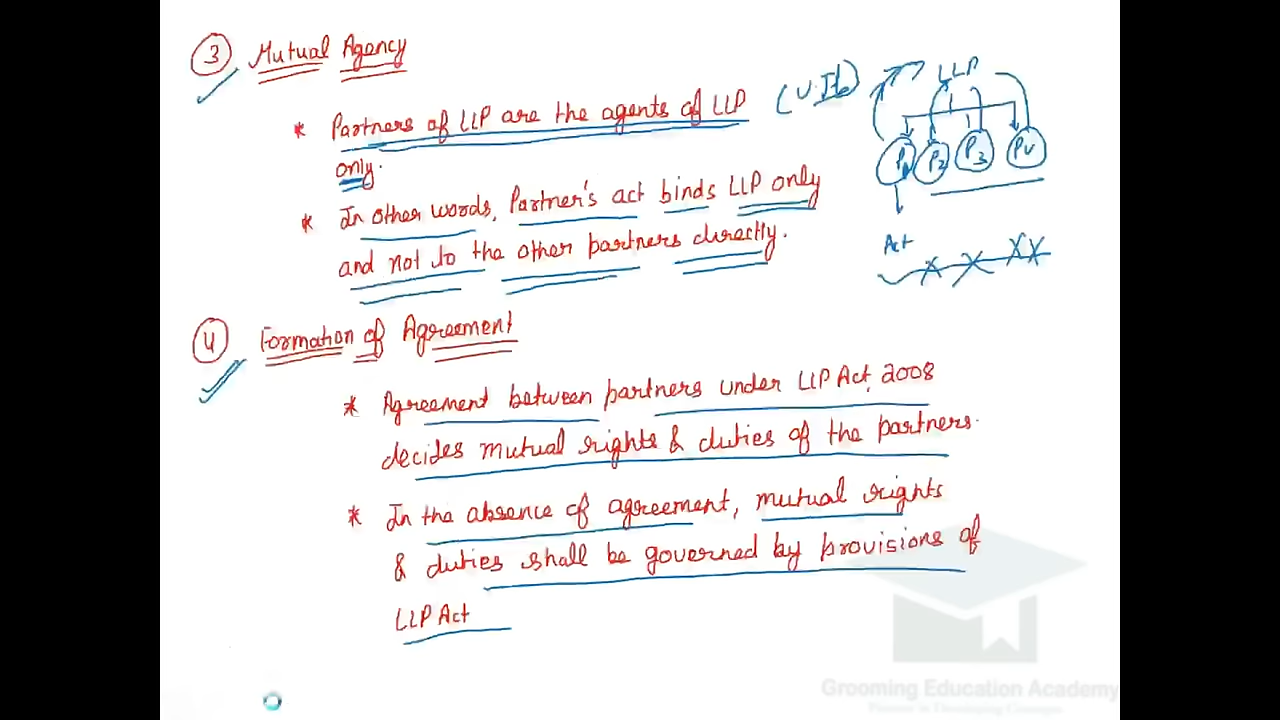 3 Mutual Agency
* Partners of LLP are the agents of LLP (V.Ib)
only.
* In other words, Partner's act binds LLP only
and not to the other partners directly.
LLP
P1 P2 P3 P4
Act
4 Formation of Agreement
* Agreement between partners under LLP Act, 2008
decides mutual rights & duties of the partners.
* In the absence of agreement, mutual rights
& duties shall be governed by provisions of
LLP Act
Grooming Education Academy